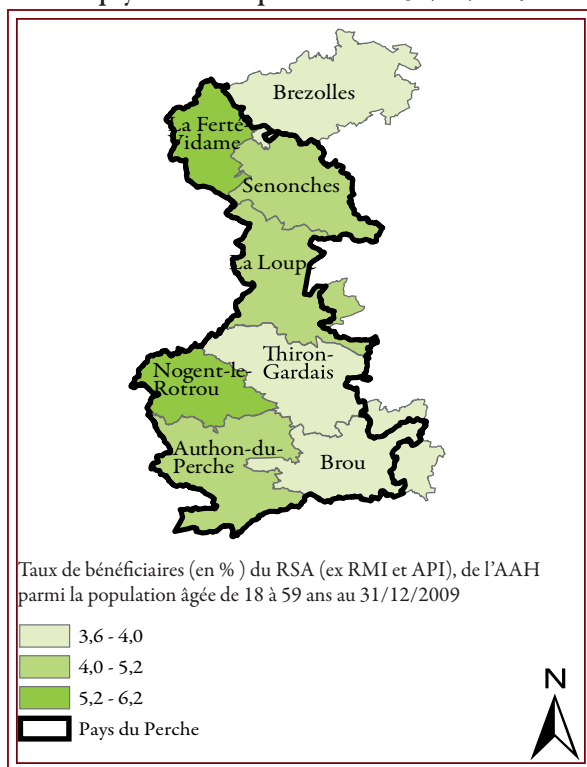 Brezolles
La Ferté-
Vidame
Senonches
La Loupe
Thiron-
Gardais
Nogent-le-
Rotrou
Authon-du-
Perche
Brou
Taux de bénéficiaires (en % ) du RSA (ex RMI et API), de l'AAH
parmi la population âgée de 18 à 59 ans au 31/12/2009
3,6 - 4,0
4,0 - 5,2
5,2 - 6,2
Pays du Perche
N